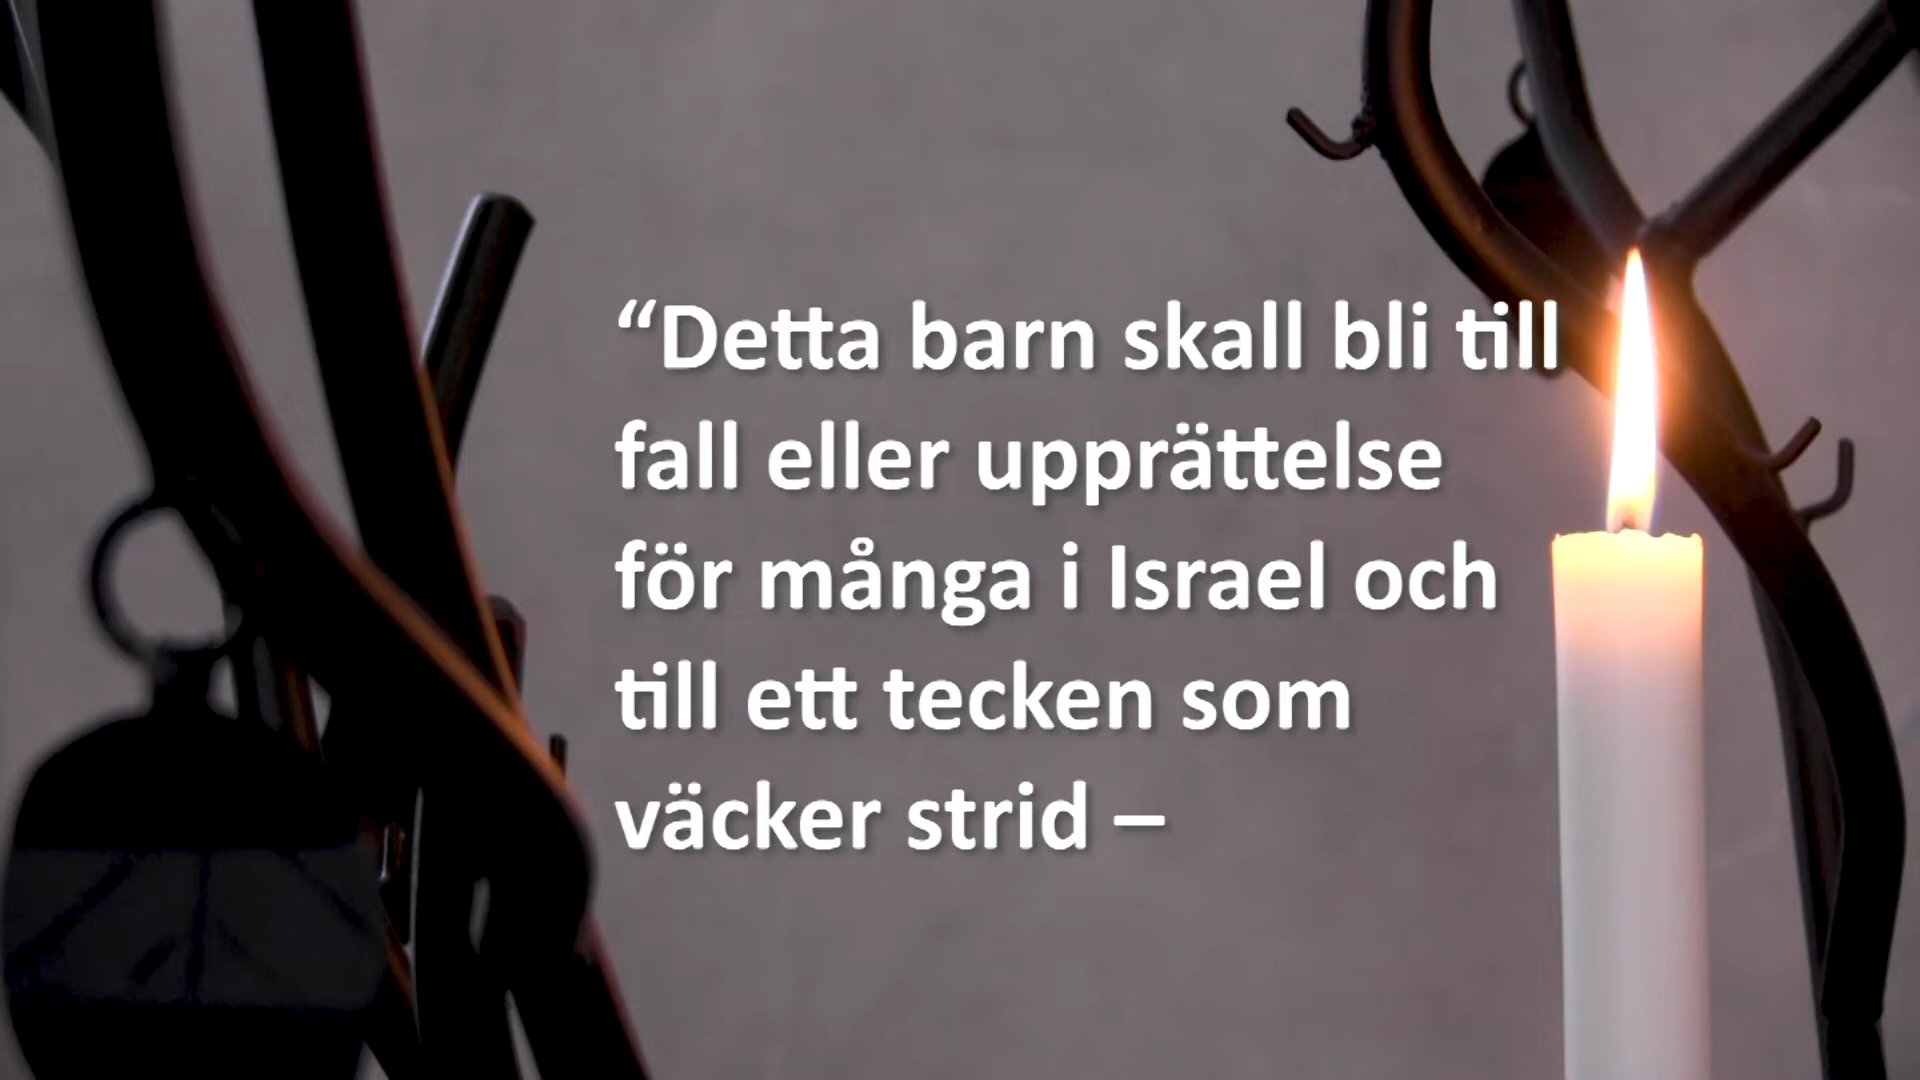 “Detta barn skall bli till
fall eller upprättelse
för många i Israel och
till ett tecken som
väcker strid –